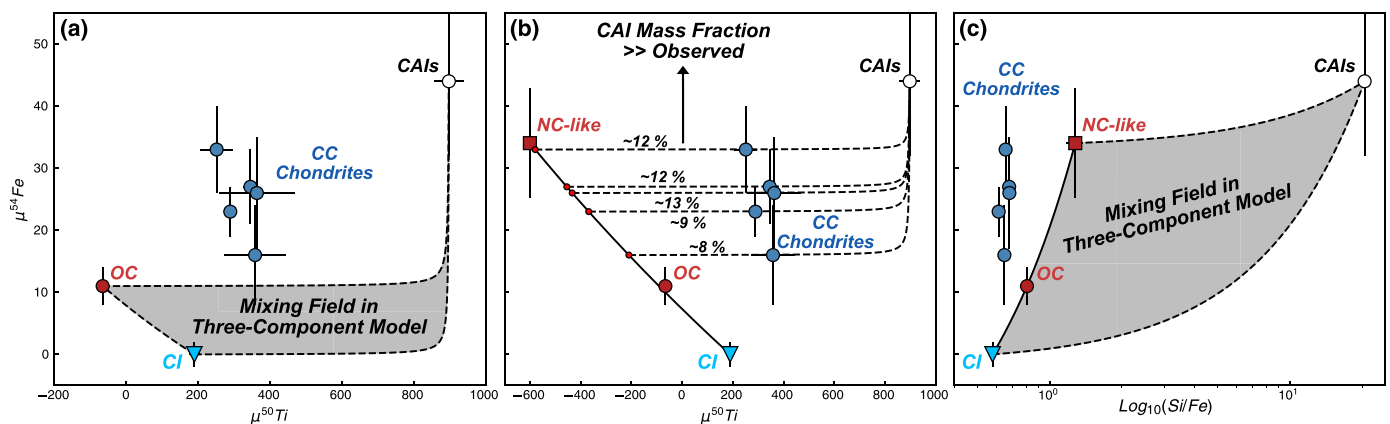 (a)
CAIs
CC
Chondrites
OC
Mixing Field in
Three-Component Model
CI
μ⁵⁴Fe
50
40
30
20
10
0
−200
0
200
400
600
800
1000
μ⁵⁰Ti
(b)
CAI Mass Fraction
>> Observed
CAIs
NC-like
~12 %
~12 %
~13 %
~9 %
~8 %
CC
Chondrites
OC
CI
−600
−400
−200
0
200
400
600
800
1000
μ⁵⁰Ti
(c)
CC
Chondrites
CAIs
NC-like
Mixing Field in
Three-Component Model
OC
CI
10⁰
10¹
Log₁₀(Si/Fe)